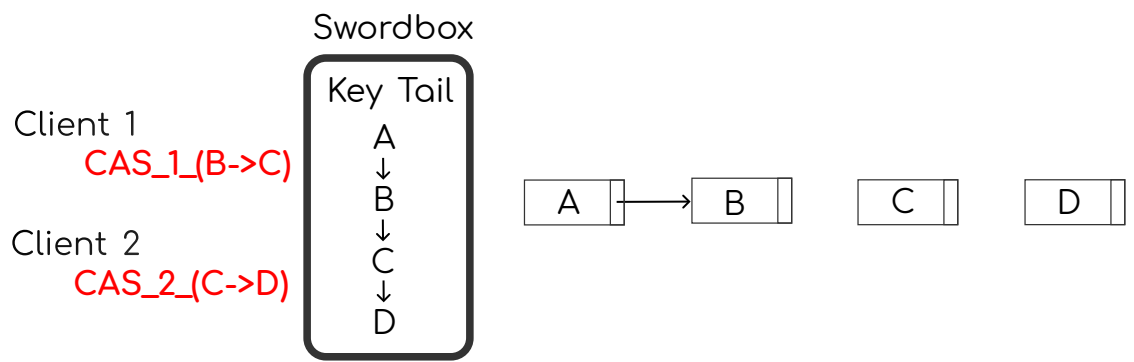 Swordbox
Key Tail
Client 1
CAS_1_(B->C)
Client 2
CAS_2_(C->D)
A
B
C
D
A
B
C
D